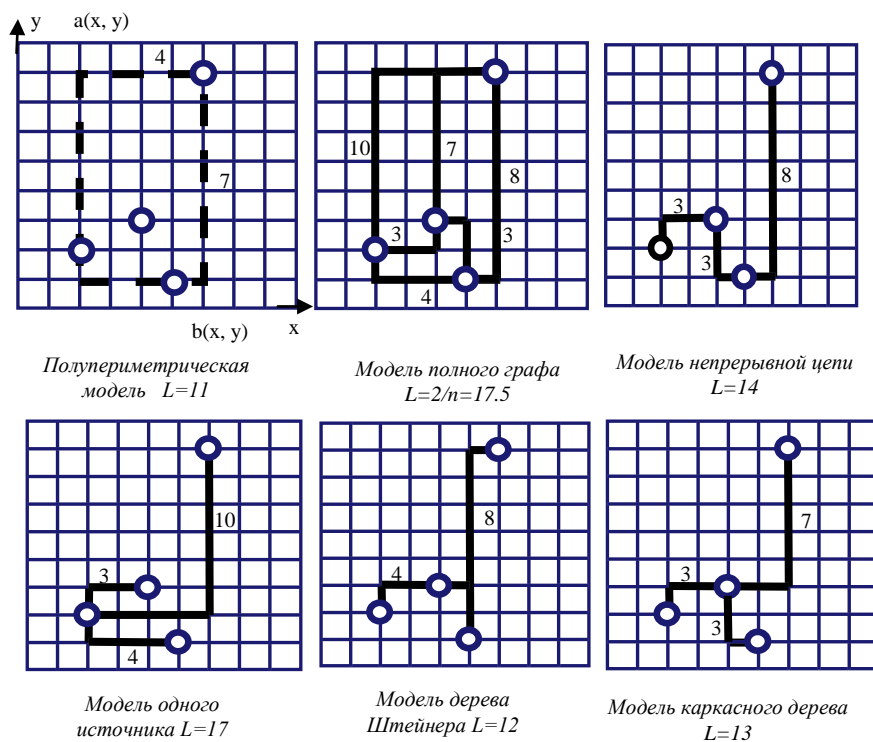 y
a(x, y)
4
7
b(x, y)
x
10
7
8
3
3
4
3
8
3
Полупериметрическая
модель L=11
Модель полного графа
L=2/n=17.5
Модель непрерывной цепи
L=14
10
3
4
8
4
7
3
3
Модель одного
источника L=17
Модель дерева
Штейнера L=12
Модель каркасного дерева
L=13